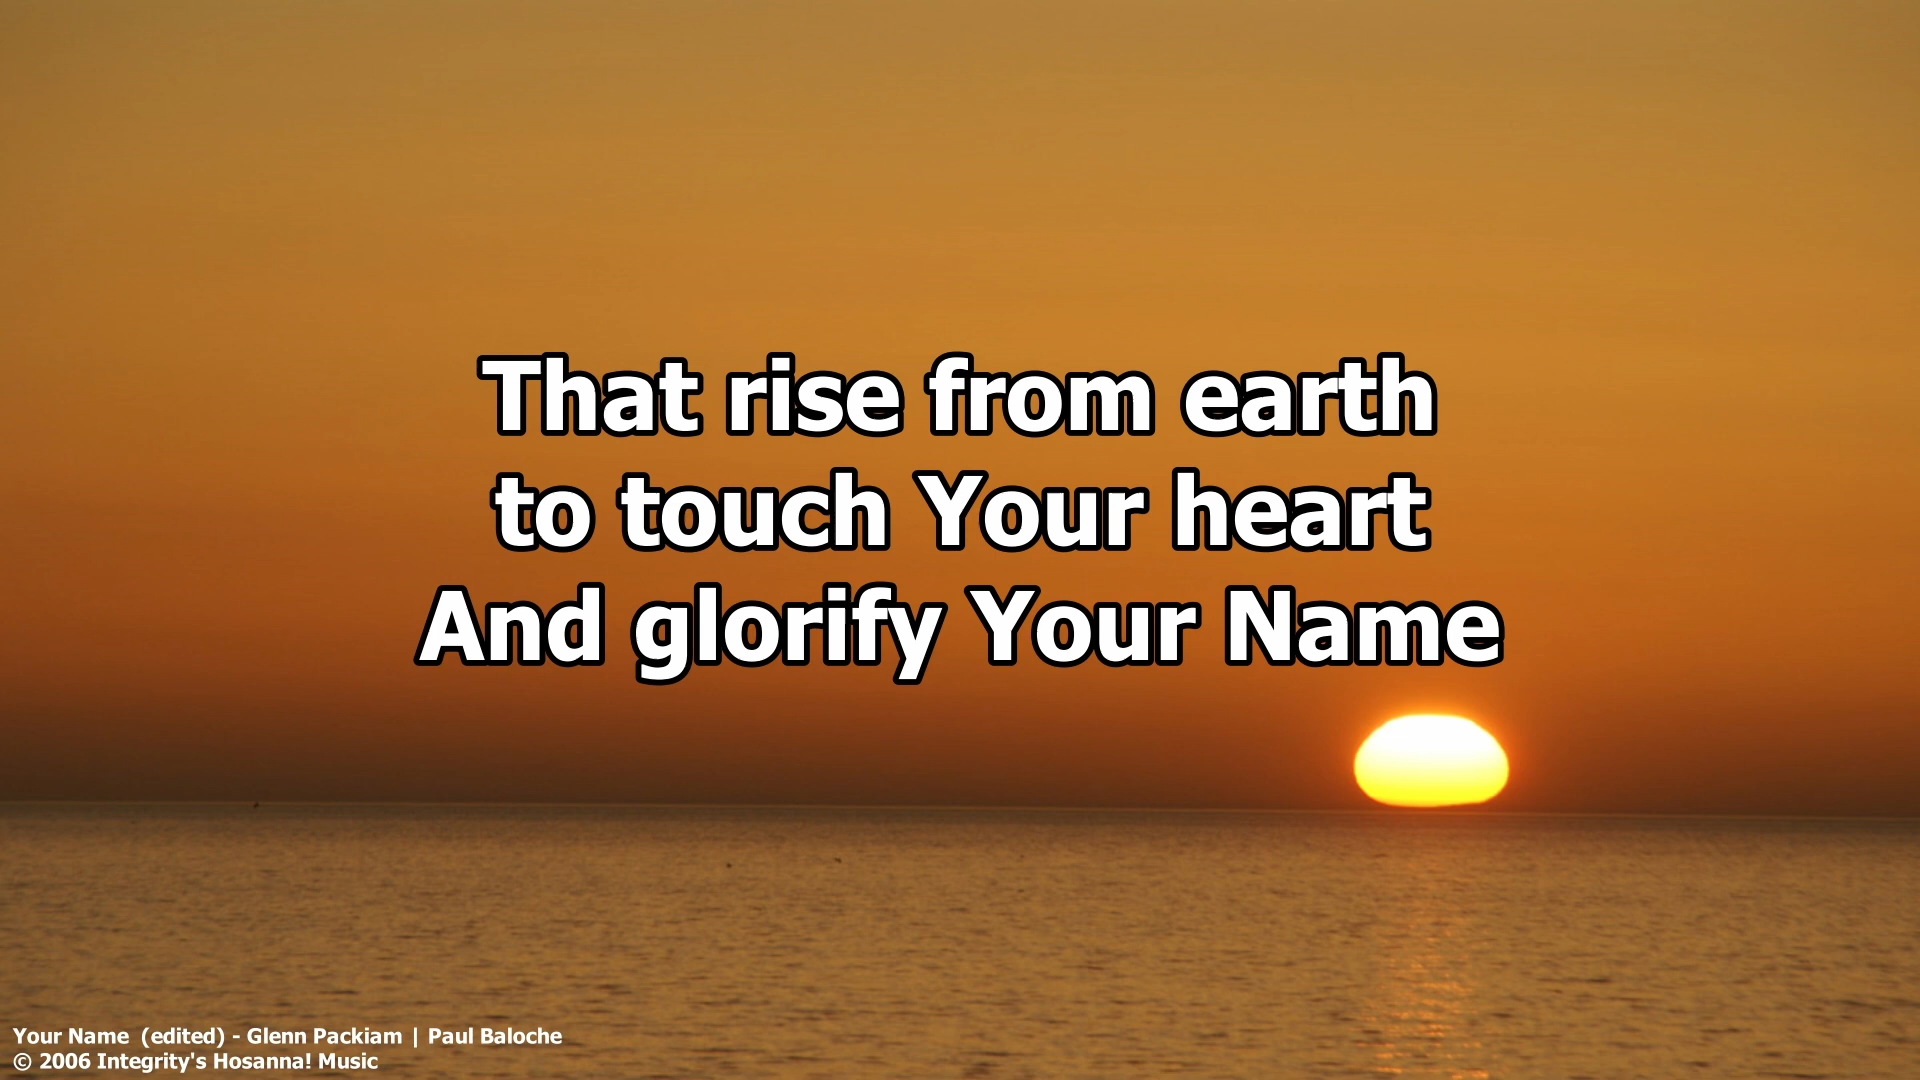 That rise from earth
to touch Your heart
And glorify Your Name
Your Name  (edited) - Glenn Packiam | Paul Baloche
© 2006 Integrity's Hosanna! Music